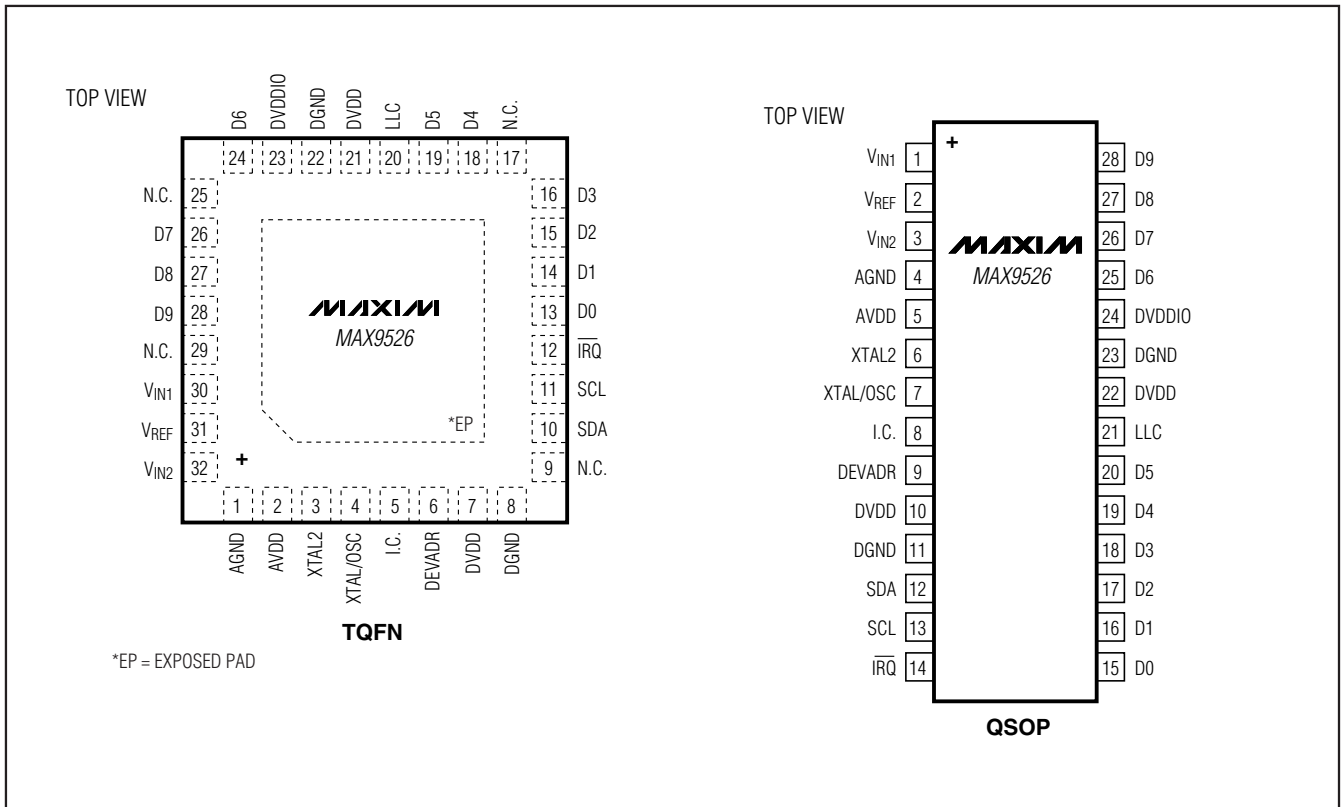 TOP VIEW
D6 DVDDIO DGND DVDD LLC D5 D4 N.C.
24 23 22 21 20 19 18 17
N.C. 25
D7 26
D8 27
D9 28
N.C. 29
VIN1 30
VREF 31
VIN2 32
16 D3
15 D2
14 D1
13 D0
12 IRQ
11 SCL
10 SDA
9 N.C.
MAXIM
MAX9526
*EP
+
1 2 3 4 5 6 7 8
AGND AVDD XTAL2 XTAL/OSC I.C. DEVADR DVDD DGND
TQFN
*EP = EXPOSED PAD
TOP VIEW
+
MAXIM
MAX9526
VIN1 1
VREF 2
VIN2 3
AGND 4
AVDD 5
XTAL2 6
XTAL/OSC 7
I.C. 8
DEVADR 9
DVDD 10
DGND 11
SDA 12
SCL 13
IRQ 14
28 D9
27 D8
26 D7
25 D6
24 DVDDIO
23 DGND
22 DVDD
21 LLC
20 D5
19 D4
18 D3
17 D2
16 D1
15 D0
QSOP